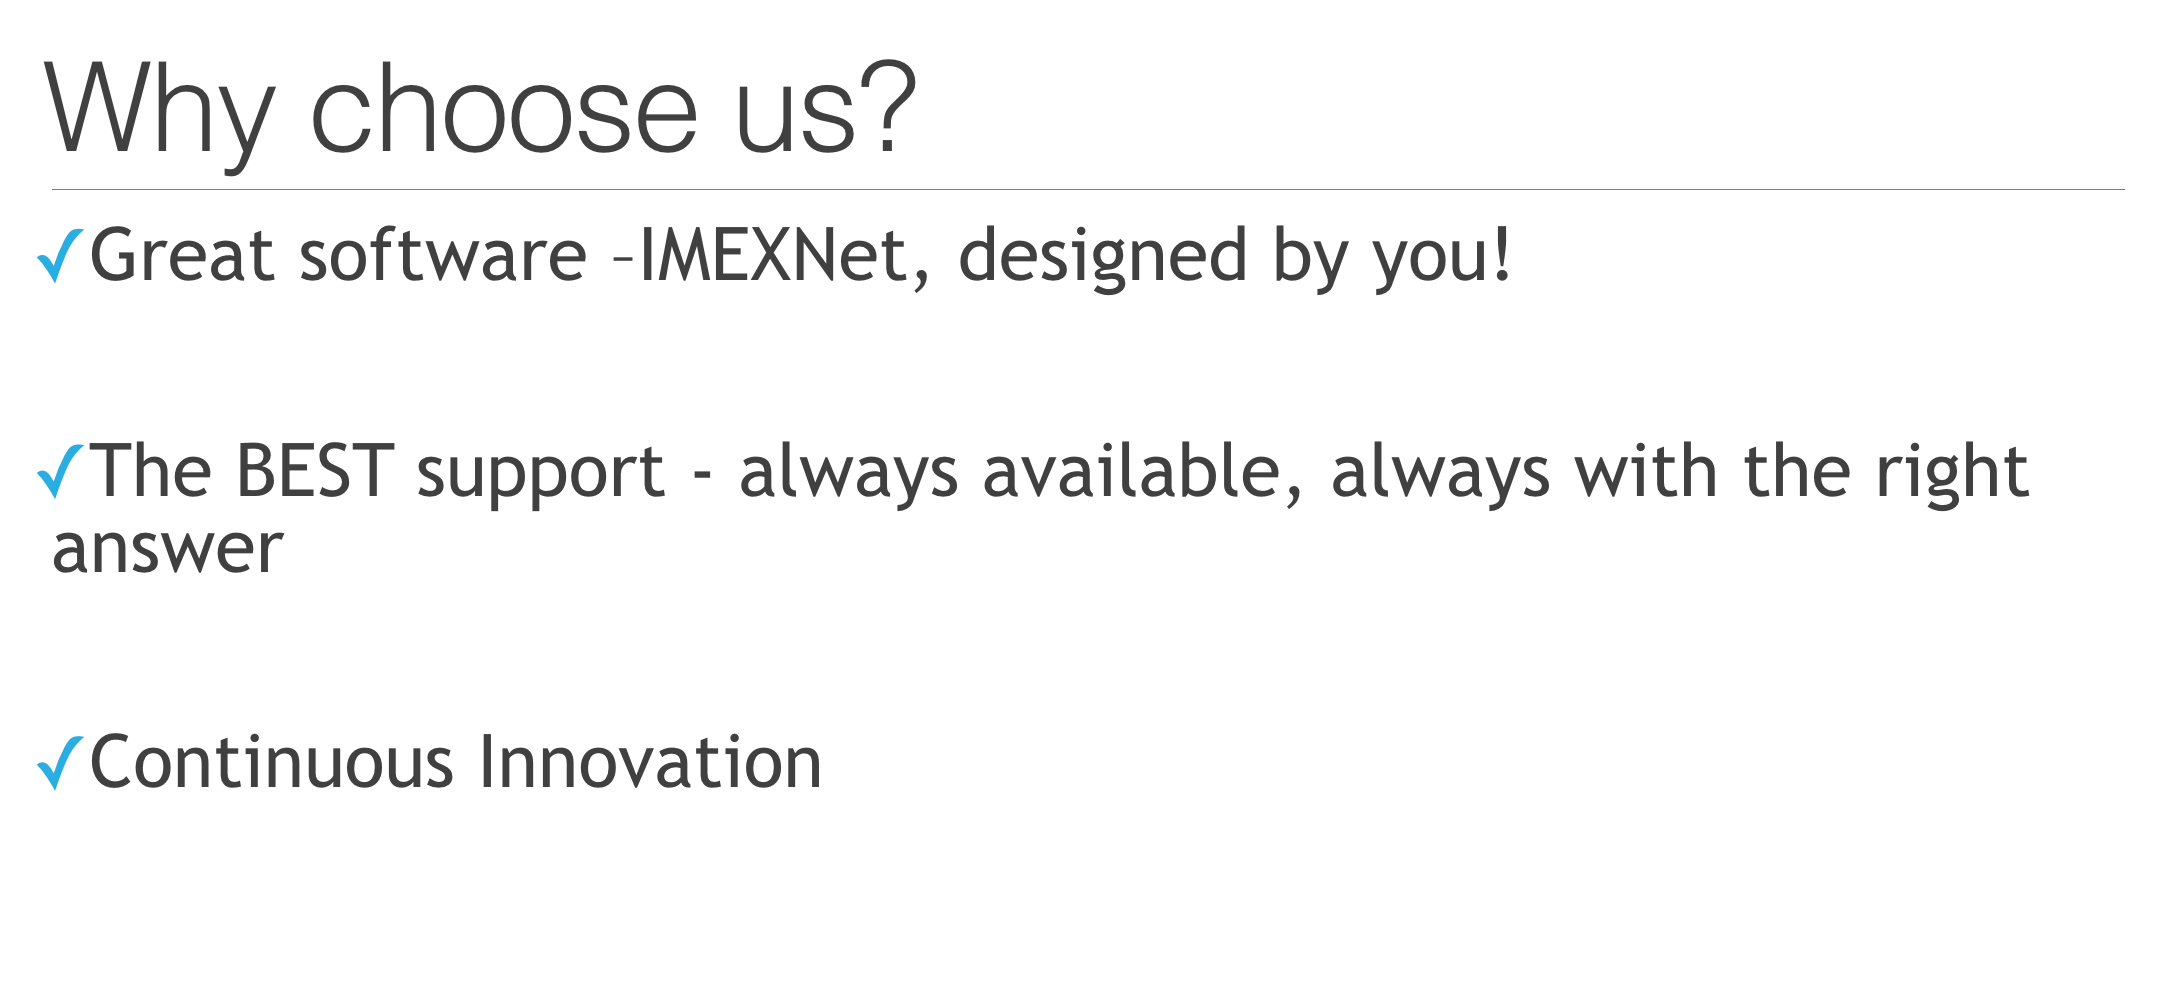 Why choose us?
✓Great software –IMEXNet, designed by you!
✓The BEST support - always available, always with the right
answer
✓Continuous Innovation